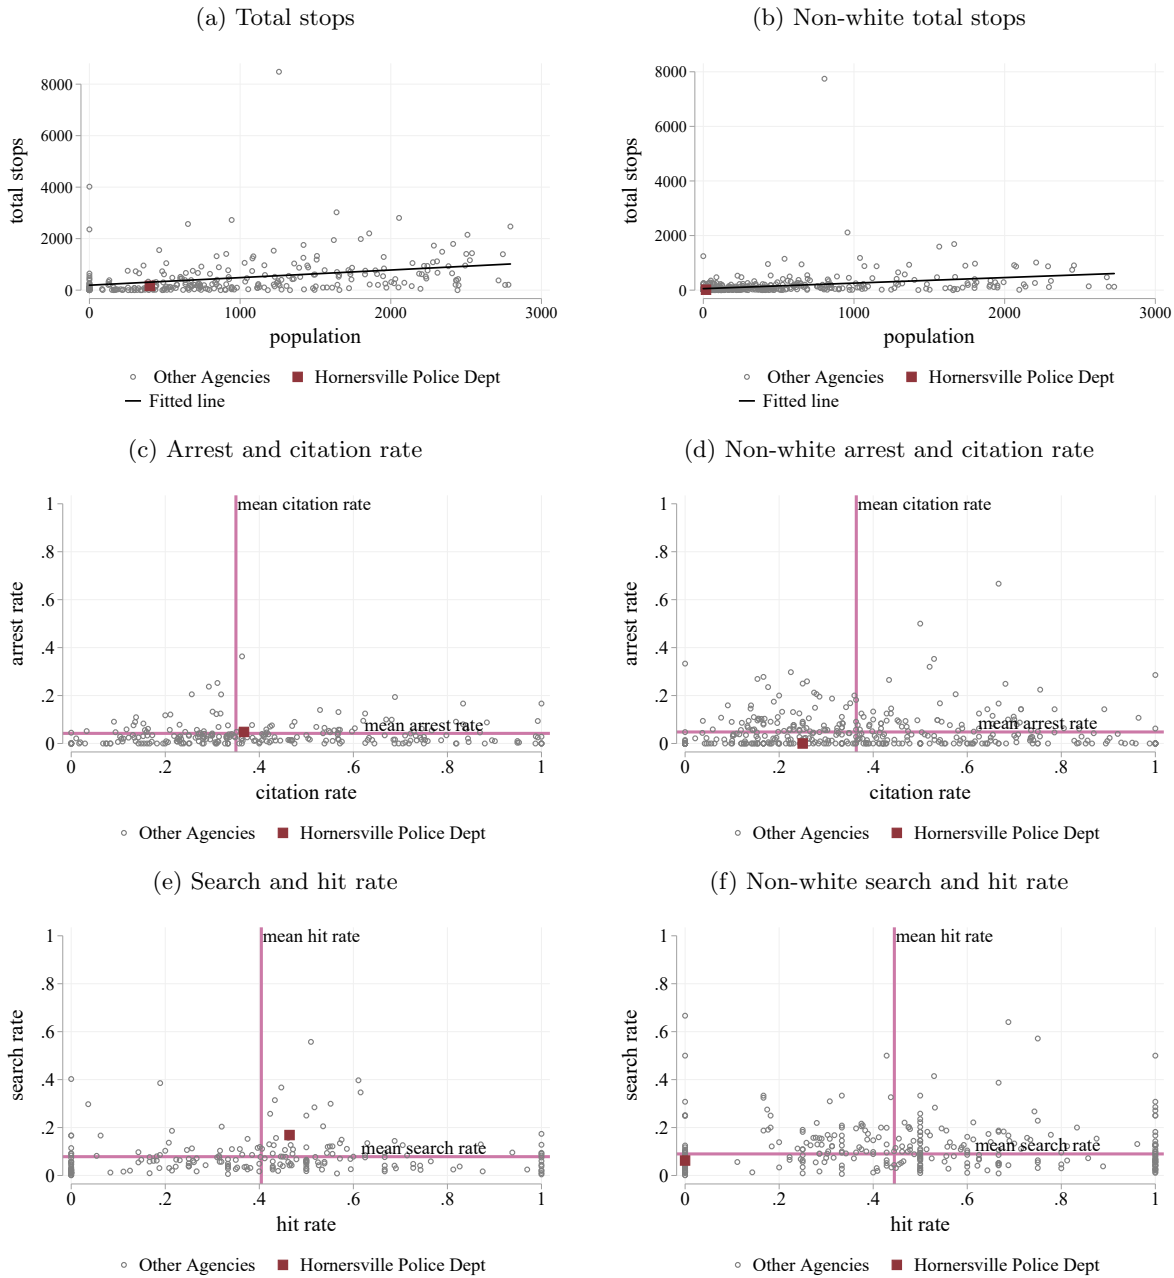 (a) Total stops
(b) Non-white total stops
8000
6000
4000
2000
0
total stops
0
1000
2000
3000
population
Other Agencies
Hornersville Police Dept
Fitted line
8000
6000
4000
2000
0
total stops
0
1000
2000
3000
population
Other Agencies
Hornersville Police Dept
Fitted line
(c) Arrest and citation rate
(d) Non-white arrest and citation rate
1
.8
.6
.4
.2
0
arrest rate
mean citation rate
mean arrest rate
0
.2
.4
.6
.8
1
citation rate
Other Agencies
Hornersville Police Dept
1
.8
.6
.4
.2
0
arrest rate
mean citation rate
mean arrest rate
0
.2
.4
.6
.8
1
citation rate
Other Agencies
Hornersville Police Dept
(e) Search and hit rate
(f) Non-white search and hit rate
1
.8
.6
.4
.2
0
search rate
mean hit rate
mean search rate
0
.2
.4
.6
.8
1
hit rate
Other Agencies
Hornersville Police Dept
1
.8
.6
.4
.2
0
search rate
mean hit rate
mean search rate
0
.2
.4
.6
.8
1
hit rate
Other Agencies
Hornersville Police Dept